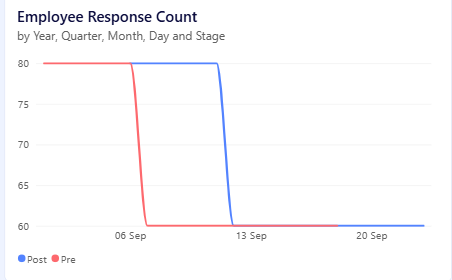 Employee Response Count
by Year, Quarter, Month, Day and Stage
80
75
70
65
60
06 Sep 13 Sep 20 Sep
Post Pre